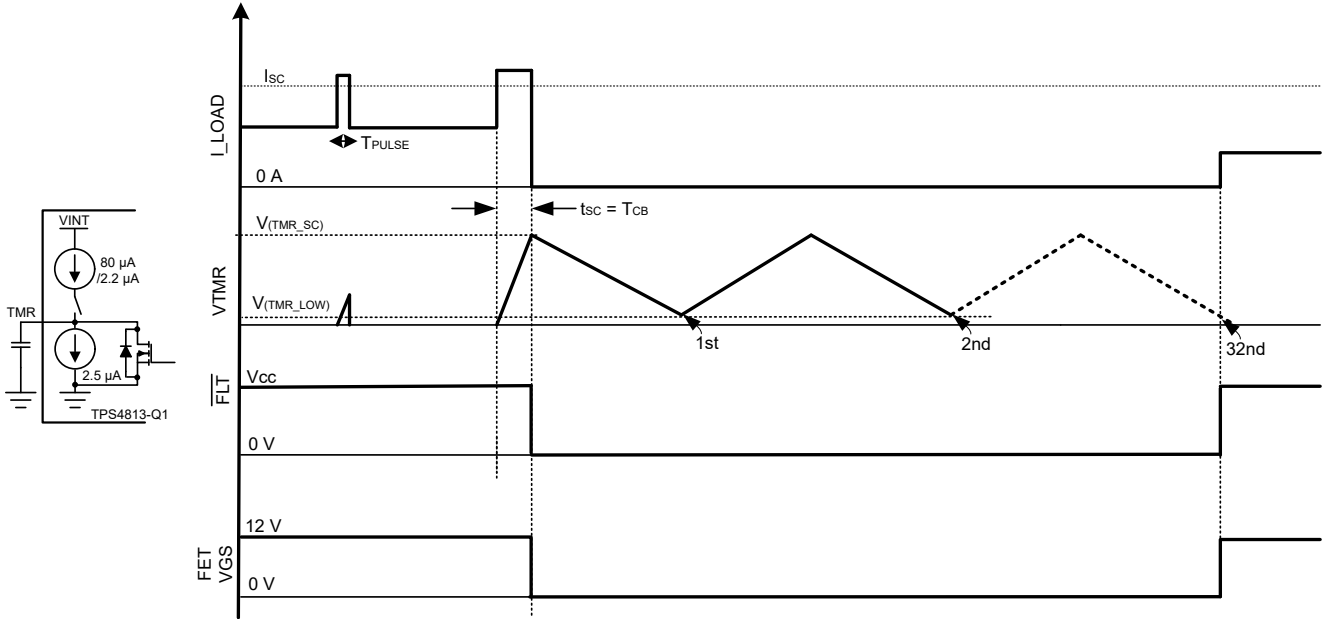 VINT
80 µA
/2.2 µA
TMR
2.5 µA
TPS4813-Q1
I_LOAD
ISC
TPULSE
0 A
tSC = TCB
VTMR
V(TMR_SC)
V(TMR_LOW)
1st
2nd
32nd
FLT
Vcc
0 V
FET
VGS
12 V
0 V